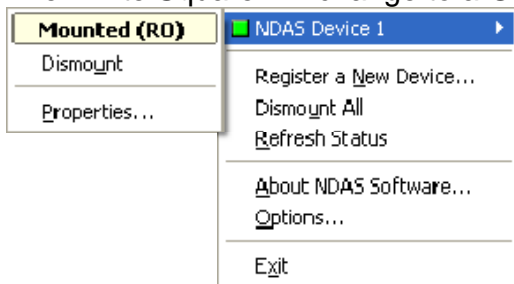 Mounted (RO)
Dismount
Properties...
NDAS Device 1
Register a New Device...
Dismount All
Refresh Status
About NDAS Software...
Options...
Exit